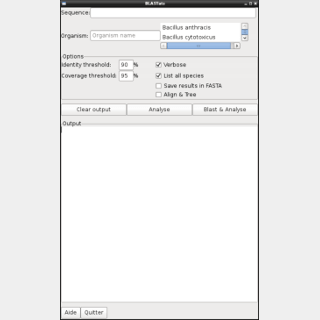 Sequence:
Bacillus anthracis
Organism: Organism name
Bacillus cytotoxicus
Options
Identity threshold: 90 %
Verbose
Coverage threshold: 95 %
List all species
Save results in FASTA
Align & Tree
Clear output Analyse Blast & Analyse
Output
Aide Quitter